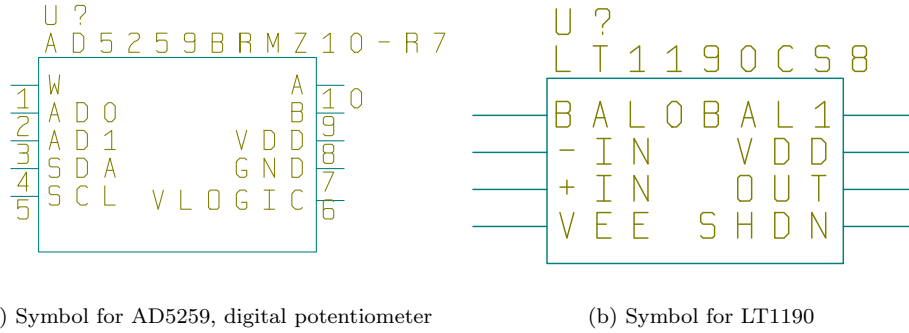 U?
AD5259BRMZ10-R7
W A
1 10
AD0 B
2 9
AD1 VDD
3 8
SDA GND
4 7
SCL VLOGIC
5 6
) Symbol for AD5259, digital potentiometer
U?
LT1190CS8
BAL0BAL1
-IN VDD
+IN OUT
VEE SHDN
(b) Symbol for LT1190